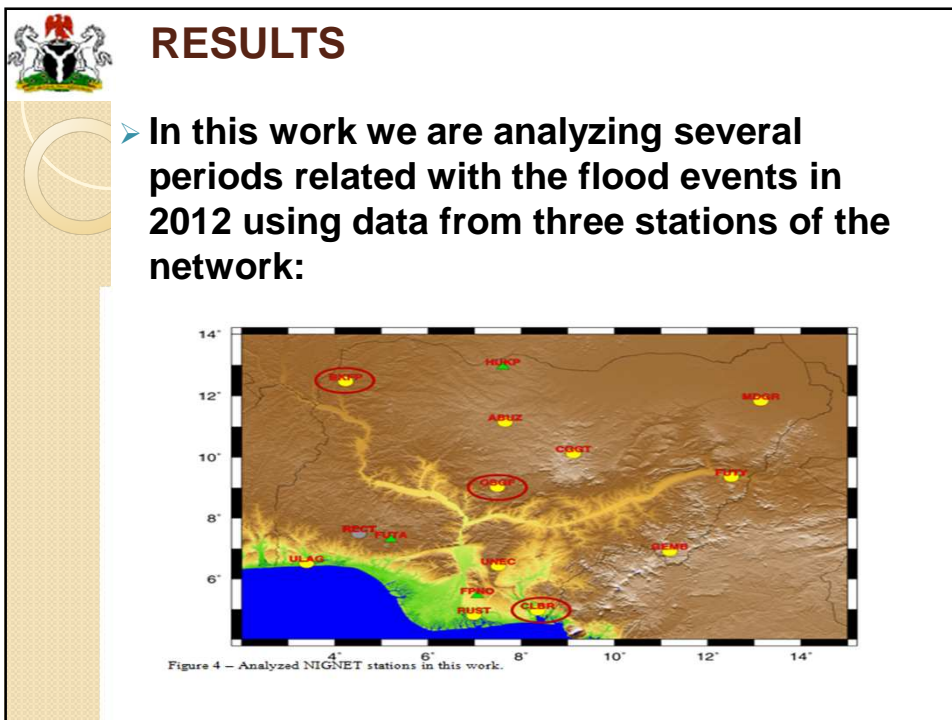 RESULTS
➢ In this work we are analyzing several
periods related with the flood events in
2012 using data from three stations of the
network:
14°
HUKP
BKFP
12°
MDGR
ABUZ
CGGT
10°
FUTY
OSGF
8°
RECT
FUTA
GEMB
ULAG
UNEC
6°
FPNO
RUST
CLBR
4° 6° 8° 10° 12° 14°
Figure 4 – Analyzed NIGNET stations in this work.